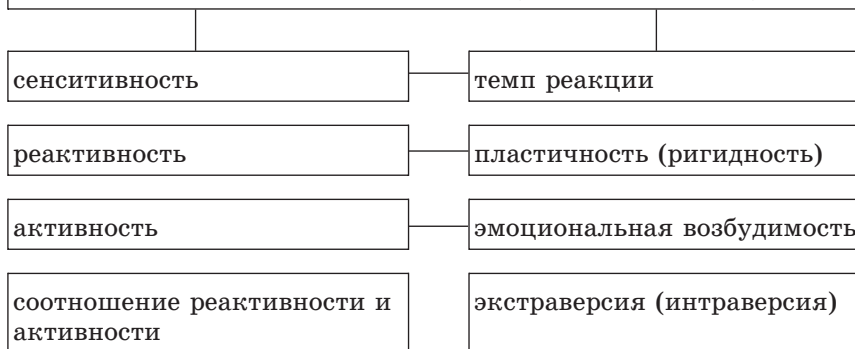 сенситивность
темп реакции
реактивность
пластичность (ригидность)
активность
эмоциональная возбудимость
соотношение реактивности и
активности
экстраверсия (интраверсия)